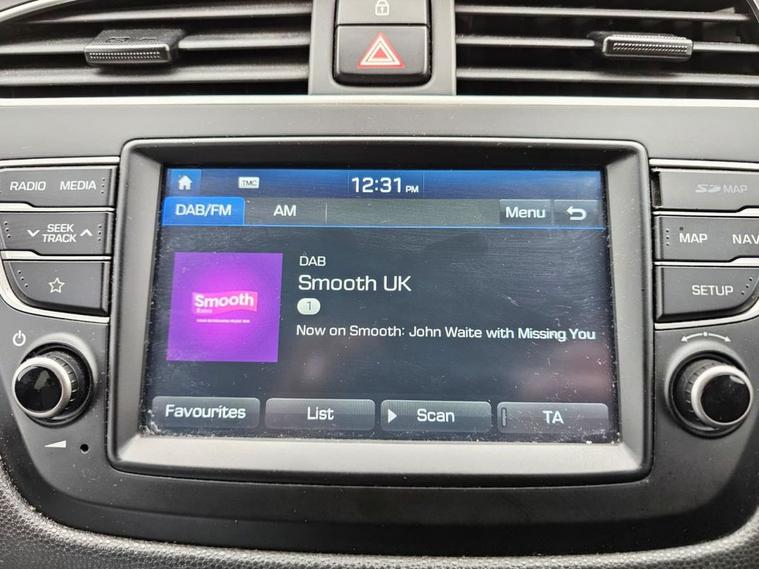 RADIO
MEDIA
SEEK
TRACK
TMC
12:31 PM
DAB/FM
AM
Menu
DAB
Smooth UK
1
Now on Smooth: John Waite with Missing You
Smooth
Favourites
List
Scan
TA
SD MAP
MAP
NAV
SETUP